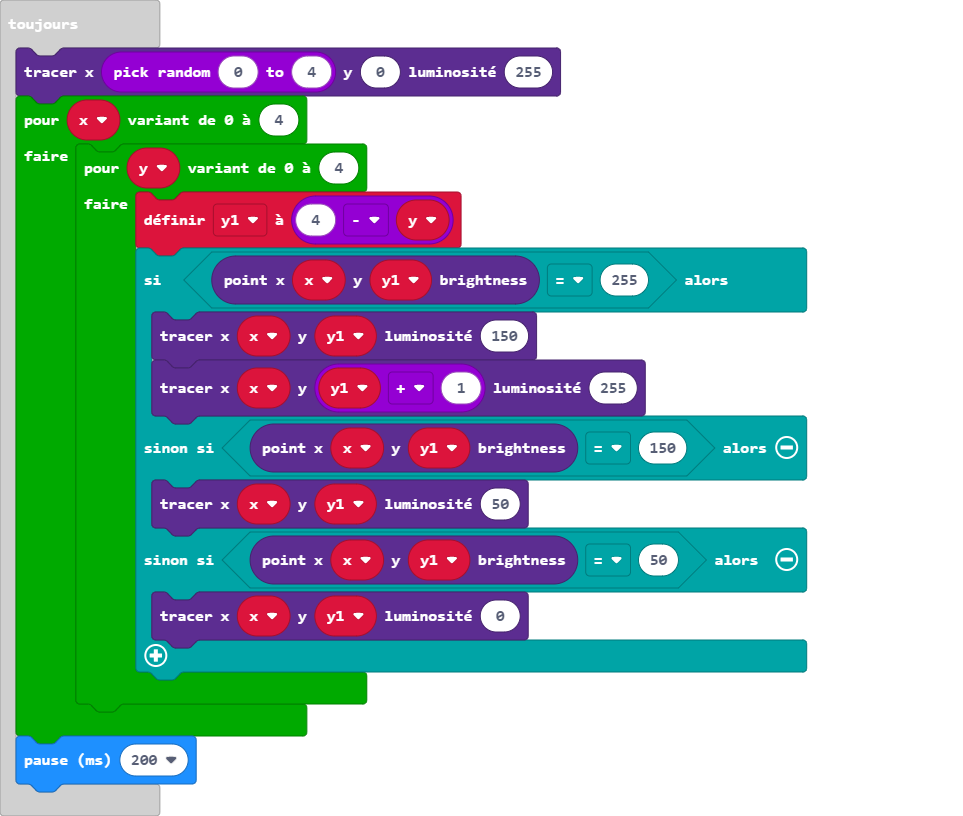 toujours
tracer x pick random 0 to 4 y 0 luminosité 255
pour x variant de 0 à 4
faire
pour y variant de 0 à 4
faire
définir y1 à 4 - y
si point x x y y1 brightness = 255 alors
tracer x x y y1 luminosité 150
tracer x x y y1 + 1 luminosité 255
sinon si point x x y y1 brightness = 150 alors
tracer x x y y1 luminosité 50
sinon si point x x y y1 brightness = 50 alors
tracer x x y y1 luminosité 0
pause (ms) 200